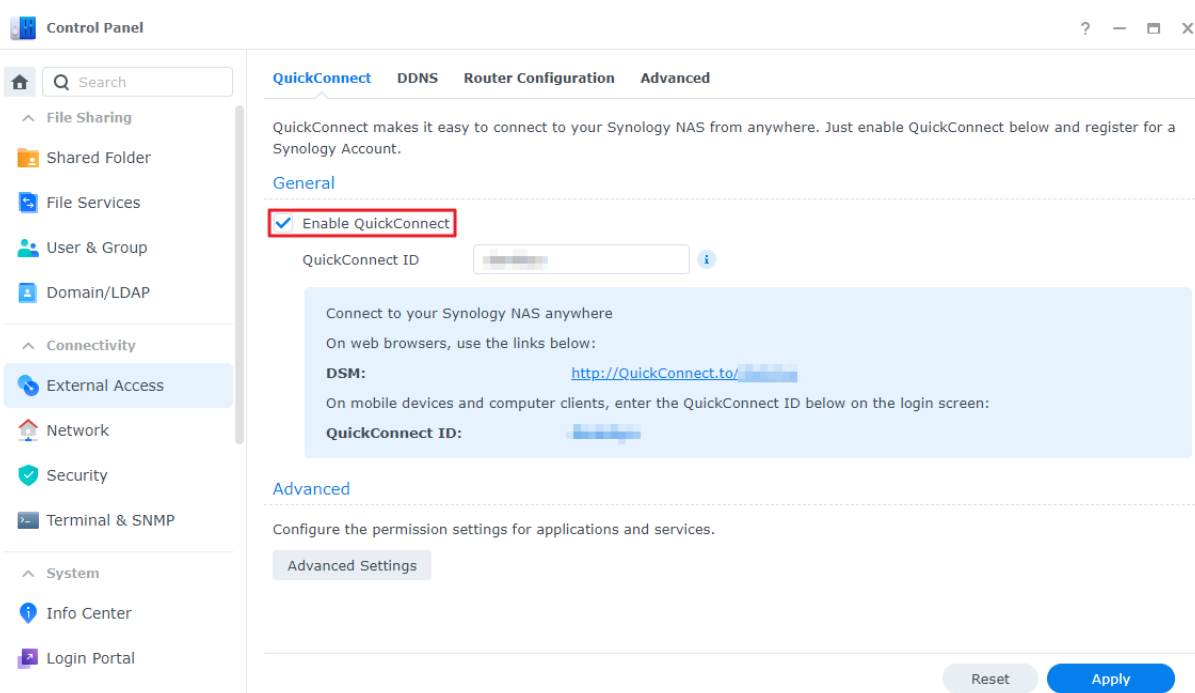 Control Panel
Search
File Sharing
Shared Folder
File Services
User & Group
Domain/LDAP
Connectivity
External Access
Network
Security
Terminal & SNMP
System
Info Center
Login Portal
QuickConnect DDNS Router Configuration Advanced
QuickConnect makes it easy to connect to your Synology NAS from anywhere. Just enable QuickConnect below and register for a
Synology Account.
General
Enable QuickConnect
QuickConnect ID
Connect to your Synology NAS anywhere
On web browsers, use the links below:
DSM: http://QuickConnect.to/
On mobile devices and computer clients, enter the QuickConnect ID below on the login screen:
QuickConnect ID:
Advanced
Configure the permission settings for applications and services.
Advanced Settings
Reset Apply